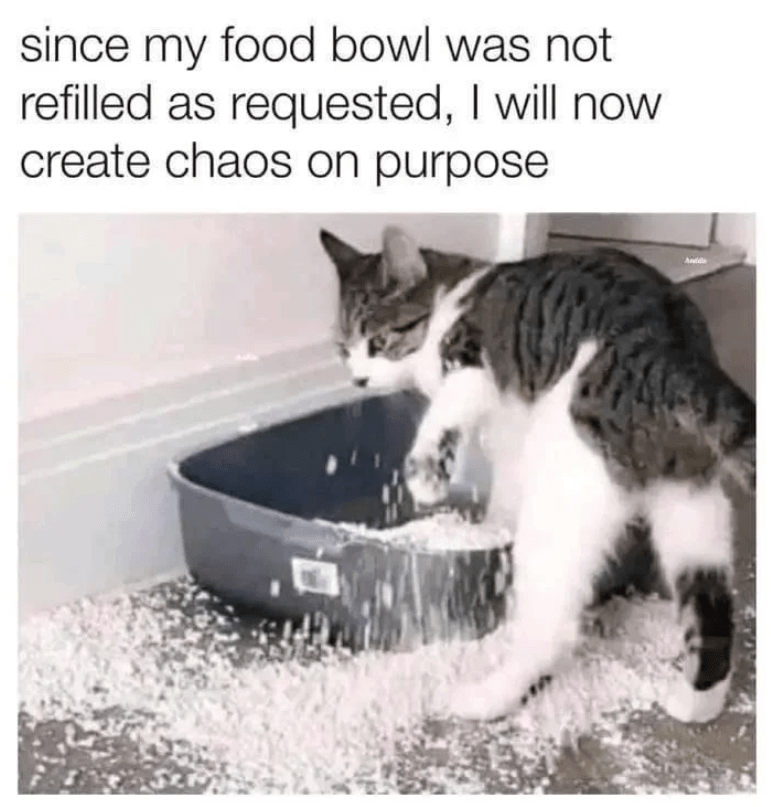 since my food bowl was not
refilled as requested, I will now
create chaos on purpose